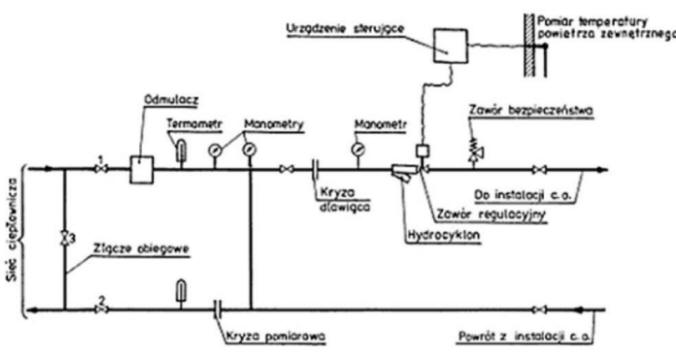 Urządzenie sterujące
Pomiar temperatury
powietrza zewnętrznego
Odmulacz
Termometr
Manometry
Manometr
Zawór bezpieczeństwa
1
Kryza
dławiąca
Do instalacji c.o.
Zawór regulacyjny
Hydrocyklon
Sieć ciepłownicza
3
Złącze obiegowe
2
Kryza pomiarowa
Powrót z instalacji c.o.